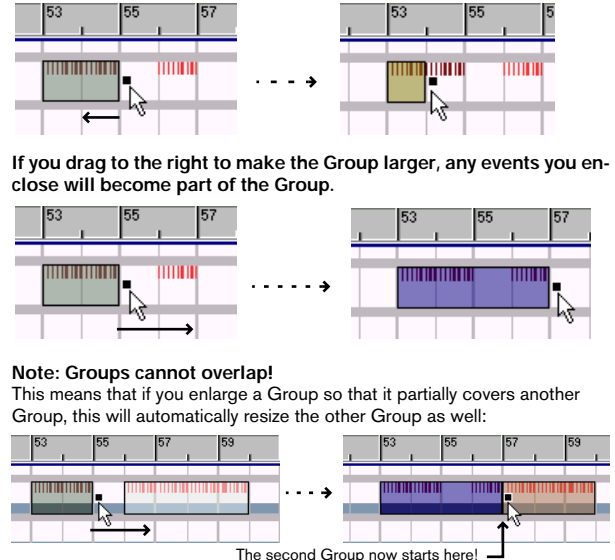 53 55 57
53 55 5
If you drag to the right to make the Group larger, any events you en-
close will become part of the Group.
53 55 57
53 55 57
Note: Groups cannot overlap!
This means that if you enlarge a Group so that it partially covers another
Group, this will automatically resize the other Group as well:
53 55 57 59
53 55 57 59
The second Group now starts here!